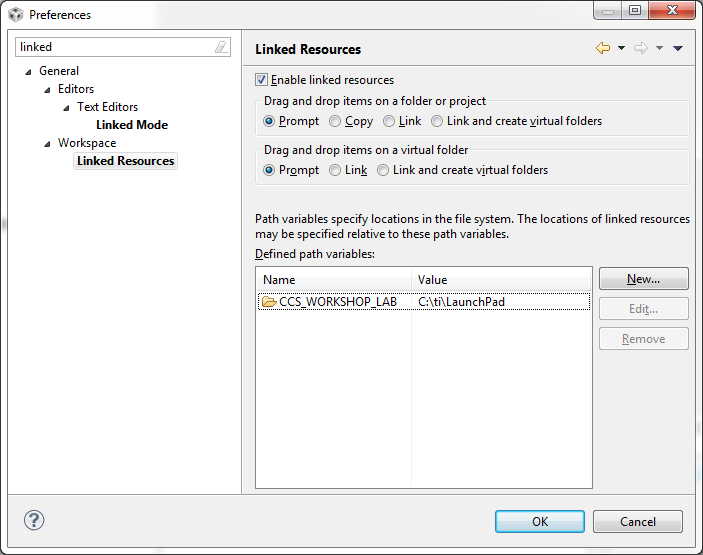 Preferences
linked
General
Editors
Text Editors
Linked Mode
Workspace
Linked Resources
Linked Resources
Enable linked resources
Drag and drop items on a folder or project
Prompt Copy Link Link and create virtual folders
Drag and drop items on a virtual folder
Prompt Link Link and create virtual folders
Path variables specify locations in the file system. The locations of linked resources
may be specified relative to these path variables.
Defined path variables:
Name Value
CCS_WORKSHOP_LAB C:\ti\LaunchPad
New...
Edit...
Remove
?
OK Cancel